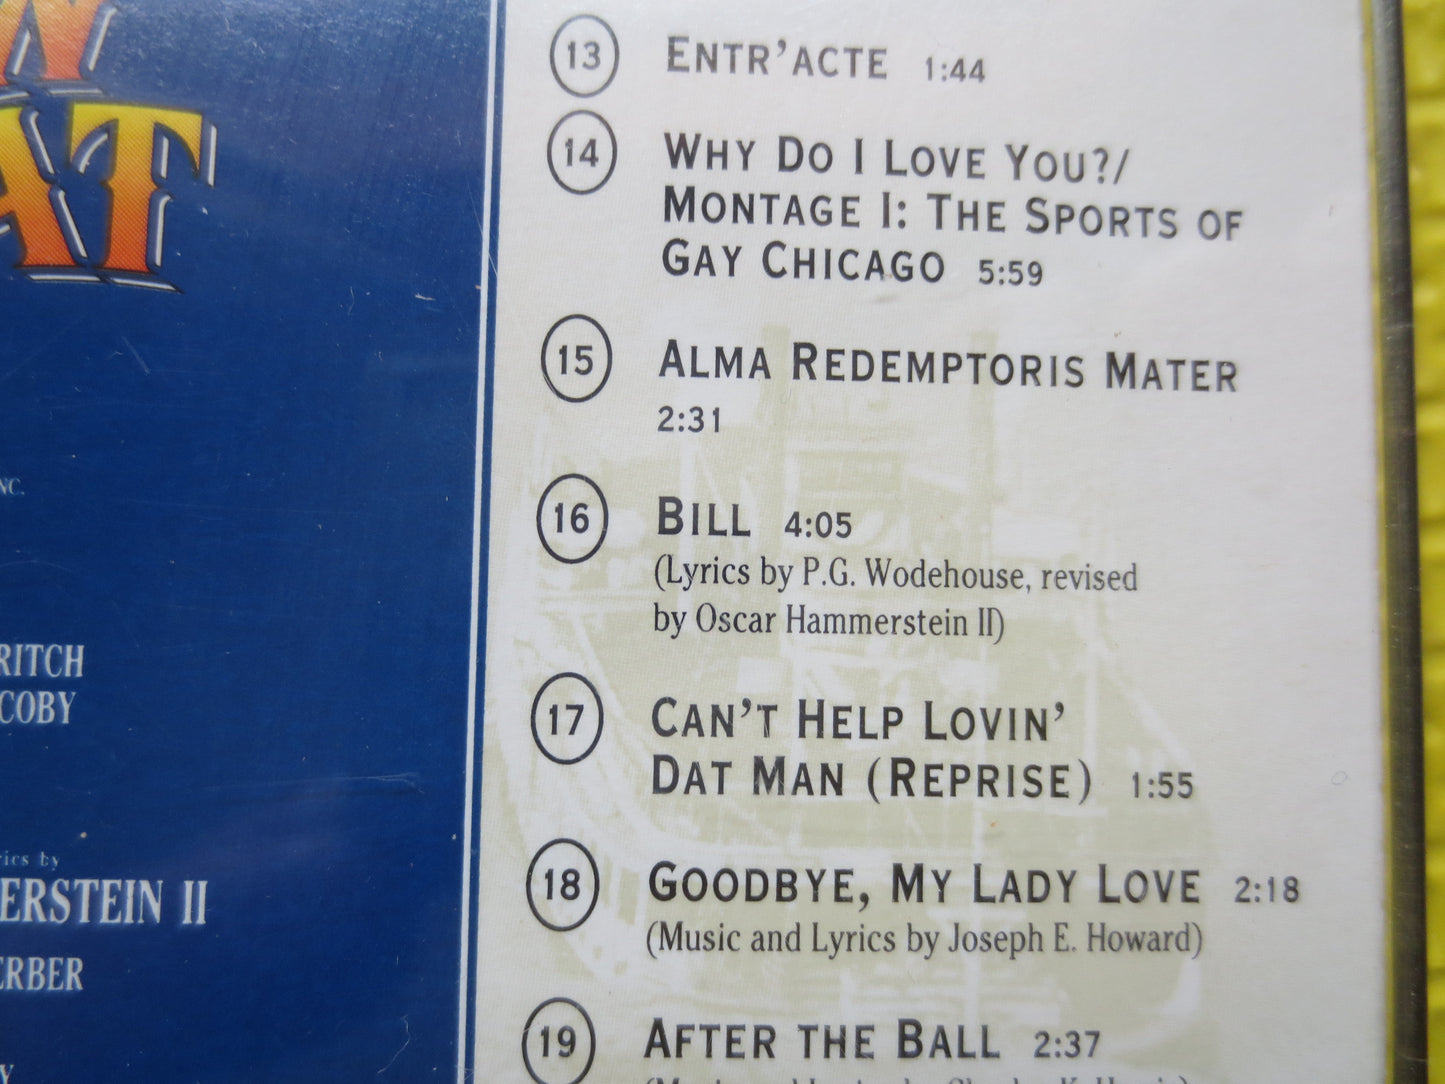 NC.
RITCH
COBY
rics by
ERSTEIN II
ERBER
13 ENTR'ACTE 1:44
14 WHY DO I LOVE YOU?/
MONTAGE I: THE SPORTS OF
GAY CHICAGO 5:59
15 ALMA REDEMPTORIS MATER
2:31
16 BILL 4:05
(Lyrics by P.G. Wodehouse, revised
by Oscar Hammerstein II)
17 CAN'T HELP LOVIN'
DAT MAN (REPRISE) 1:55
18 GOODBYE, MY LADY LOVE 2:18
(Music and Lyrics by Joseph E. Howard)
19 AFTER THE BALL 2:37